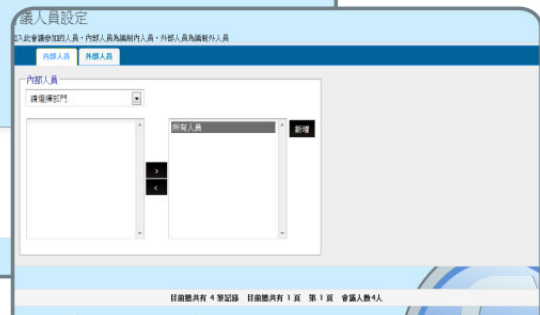 議人員設定
入此會議參加的人員，內部人員為編制內人員，外部人員為編制外人員
內部人員 外部人員
內部人員
請選擇部門
所有人員
新增
>
<
目前總共有 4 筆記錄 目前總共有 1 頁 第 1 頁 會議人數4人